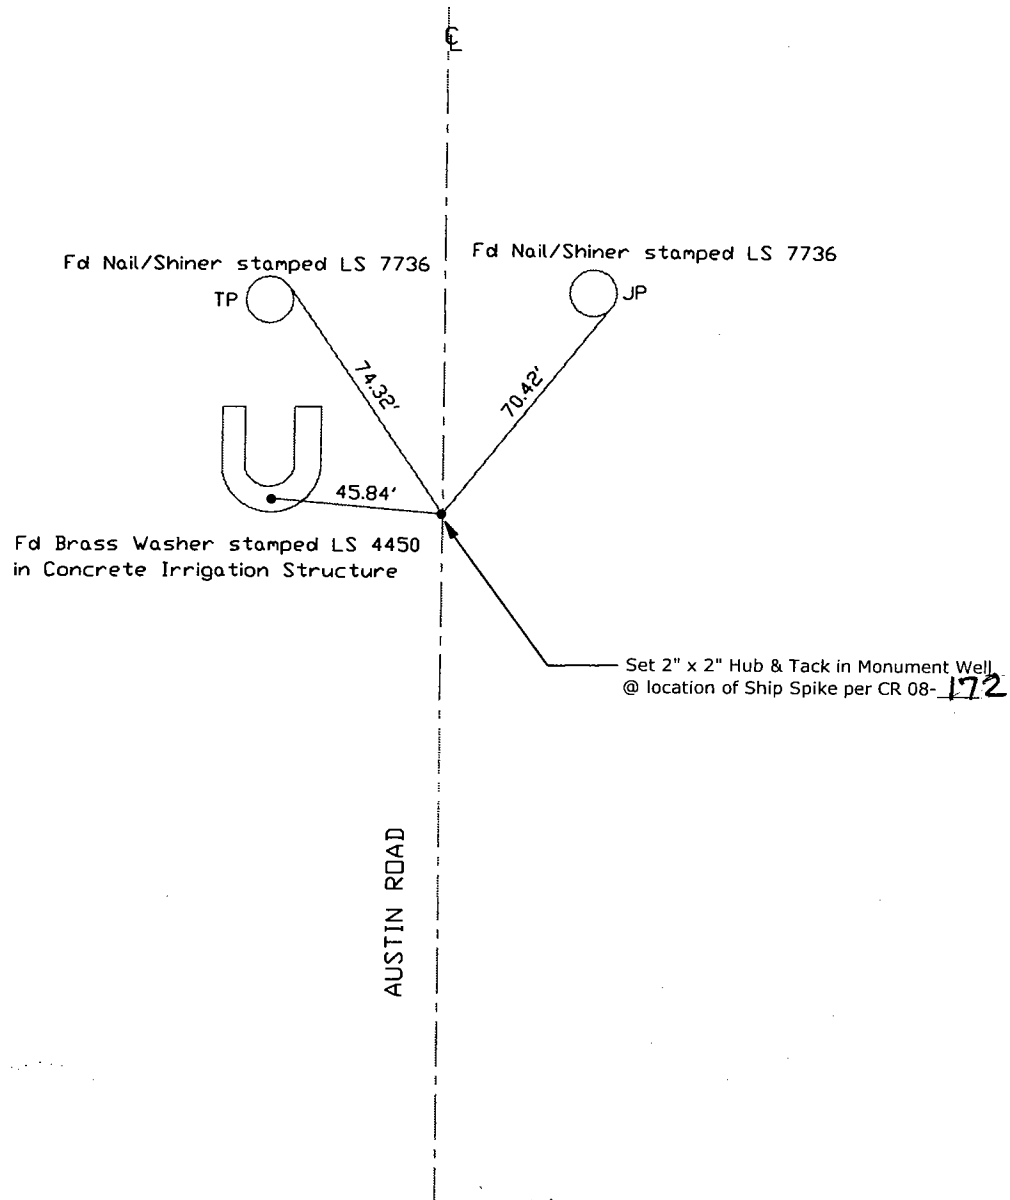 ℄
Fd Nail/Shiner stamped LS 7736
Fd Nail/Shiner stamped LS 7736
TP
JP
74.32'
70.42'
45.84'
Fd Brass Washer stamped LS 4450
in Concrete Irrigation Structure
Set 2" x 2" Hub & Tack in Monument Well
@ location of Ship Spike per CR 08-172
AUSTIN ROAD